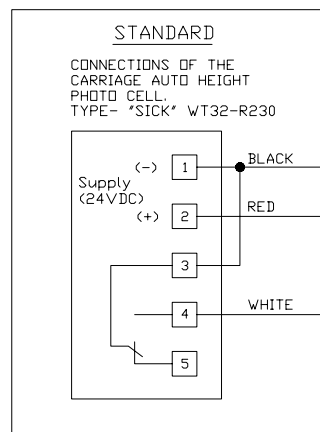 STANDARD
CONNECTIONS OF THE
CARRIAGE AUTO HEIGHT
PHOTO CELL.
TYPE- "SICK" WT32-R230
(-) 1 BLACK
Supply
(24VDC)
(+) 2 RED
3
4 WHITE
5